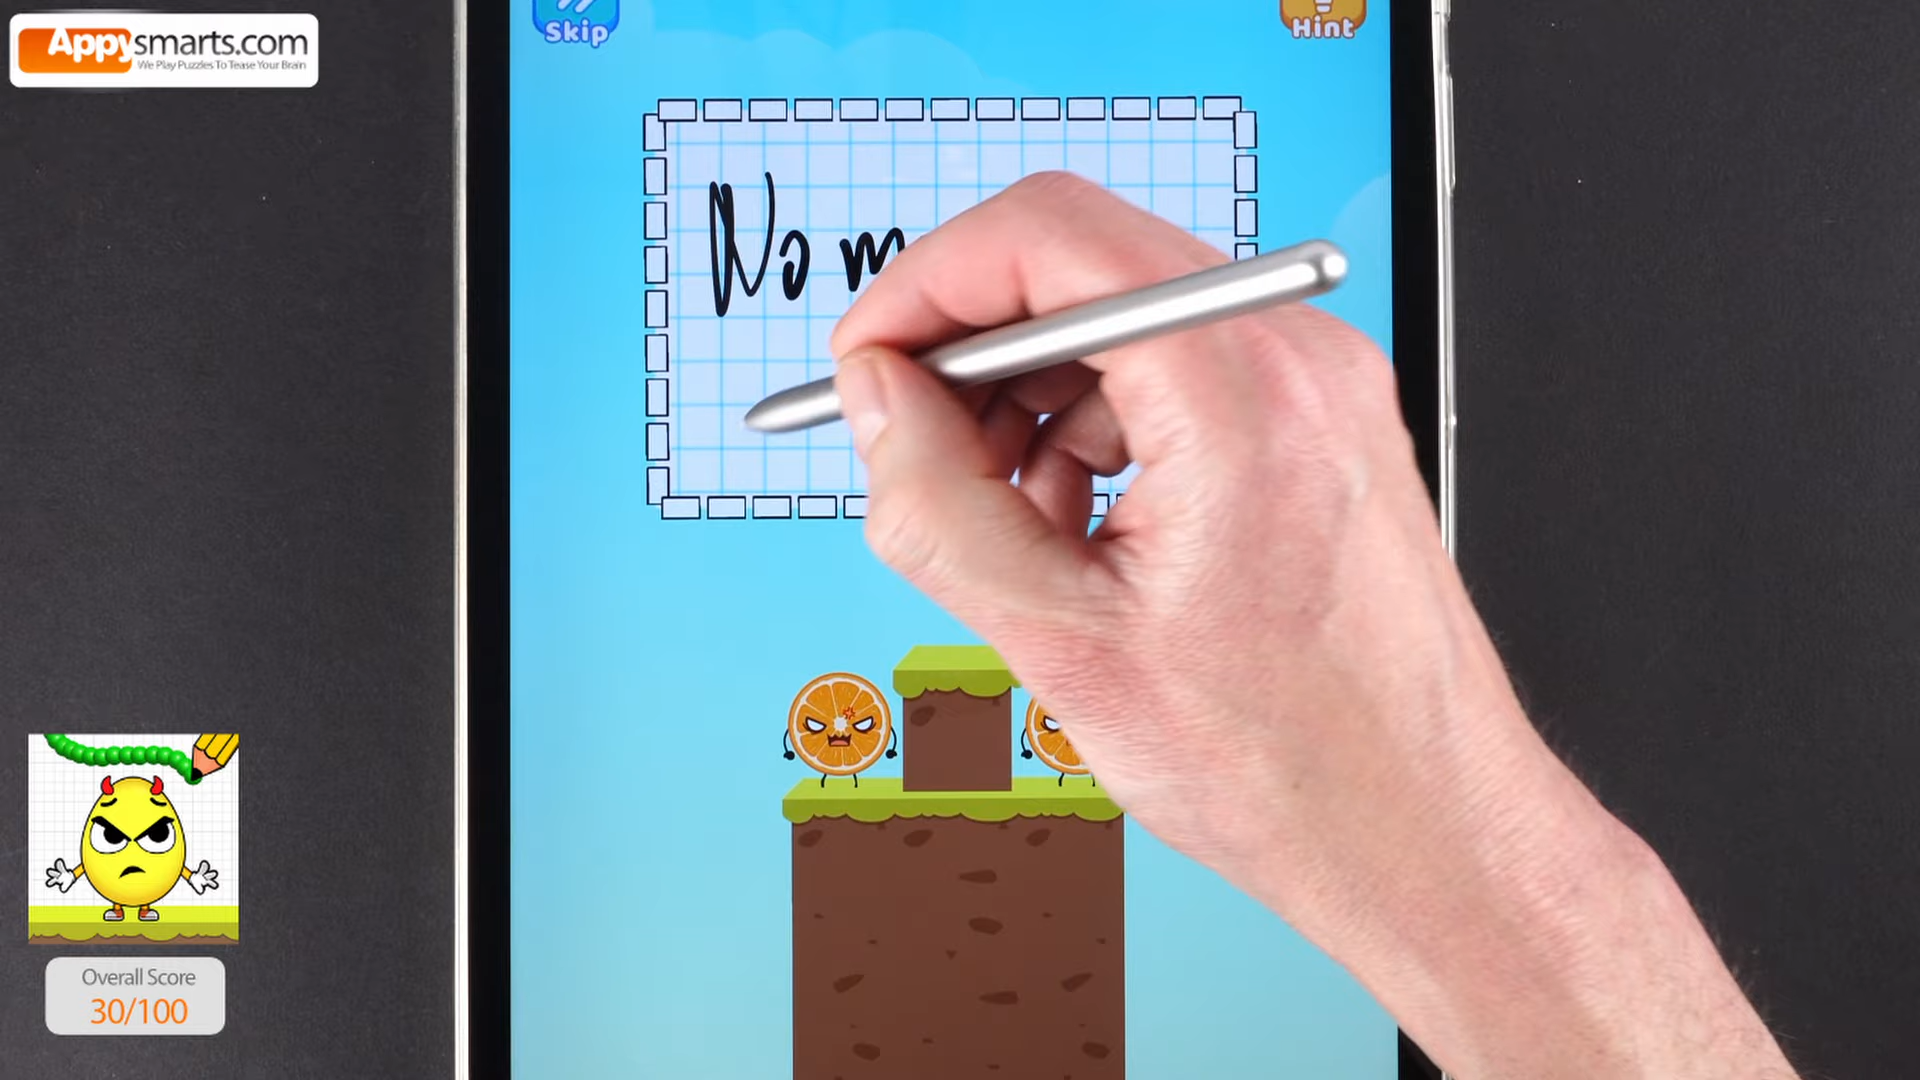 Appysmarts.com
We Play Puzzles To Tease Your Brain
Skip
Hint
No
Overall Score
30/100